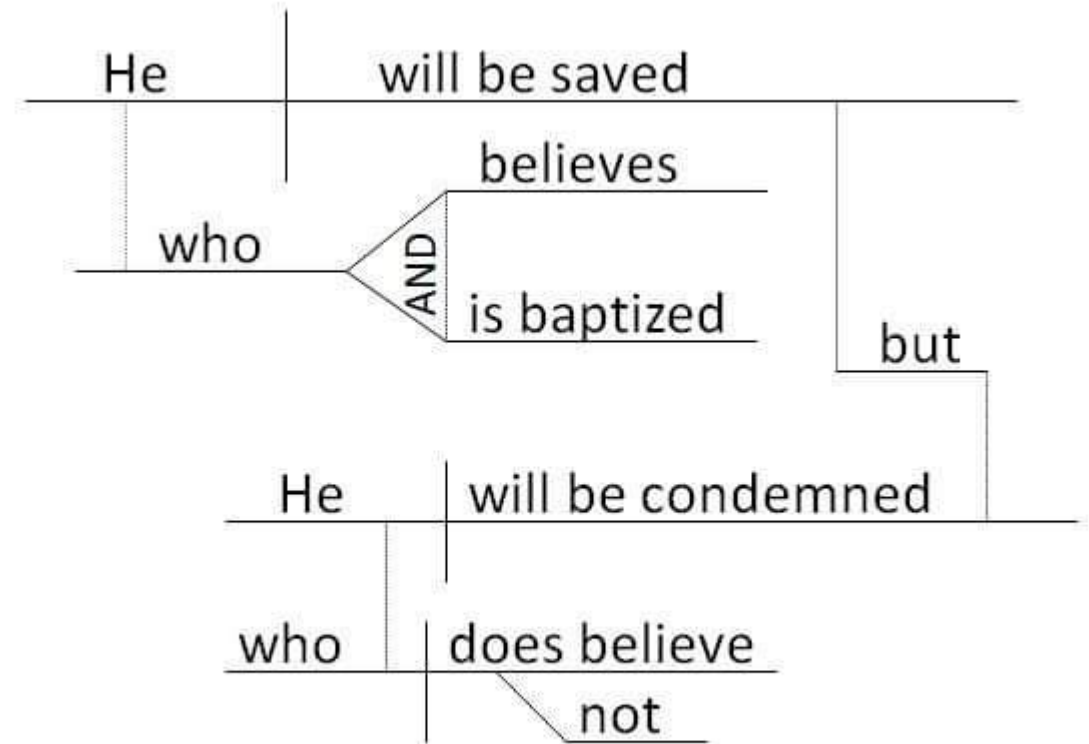 He will be saved
believes
who
AND
is baptized
but
He will be condemned
who does believe
not